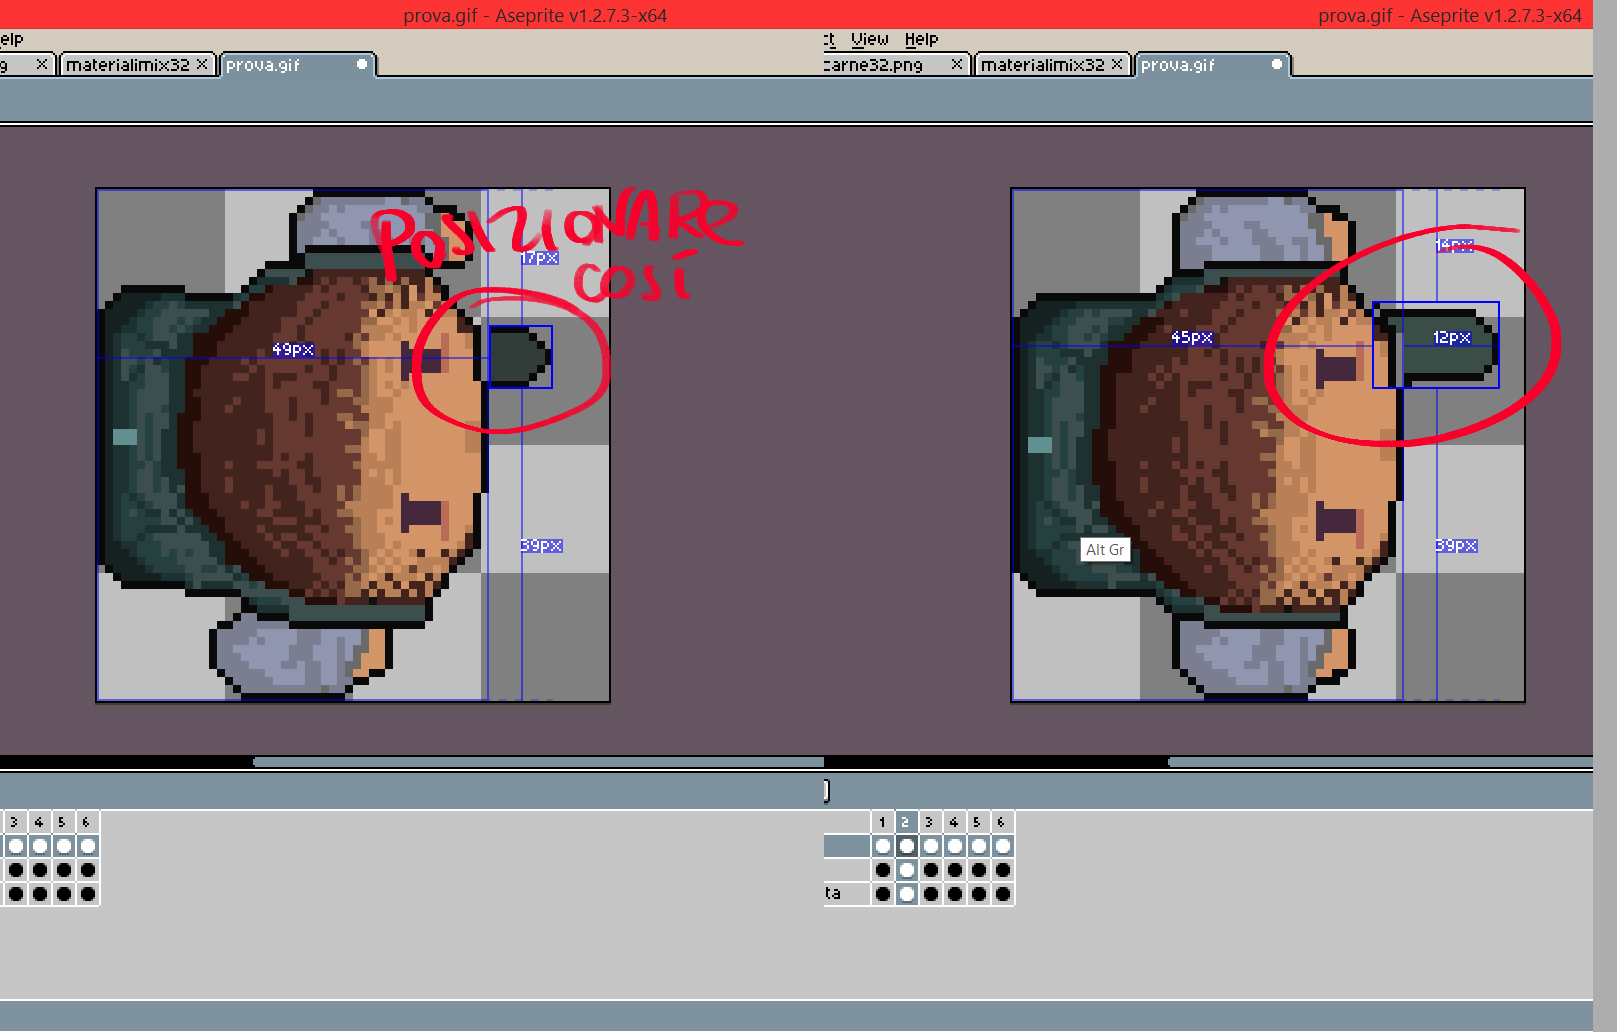 prova.gif - Aseprite v1.2.7.3-x64
prova.gif - Aseprite v1.2.7.3-x64
elp
ct View Help
g
materialimix32
prova.gif
carne32.png
materialimix32
prova.gif
POSIZIONARE
COSÍ
17px
49px
39px
14px
45px
12px
39px
Alt Gr
3 4 5 6
1 2 3 4 5 6
ta